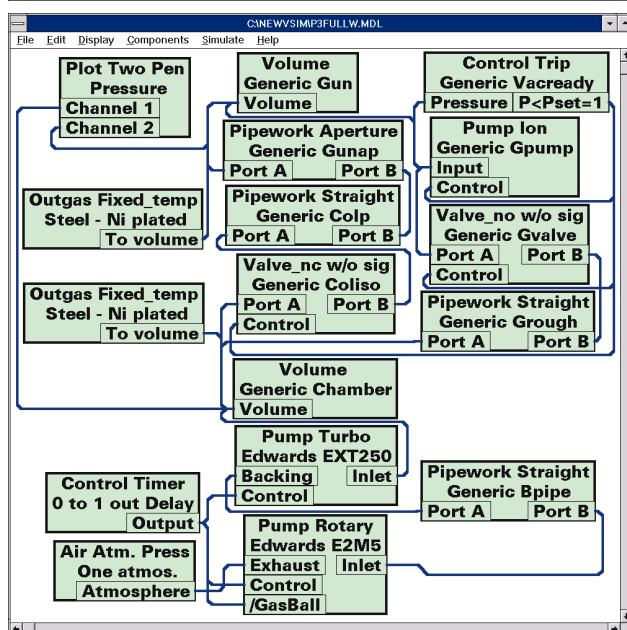 C:\NEWVSIM\P3FULLW.MDL
File Edit Display Components Simulate Help
Plot Two Pen
Pressure
Channel 1
Channel 2
Volume
Generic Gun
Volume
Control Trip
Generic Vacready
Pressure P<Pset=1
Pipework Aperture
Generic Gunap
Port A Port B
Pump Ion
Generic Gpump
Input
Control
Outgas Fixed_temp
Steel - Ni plated
To volume
Pipework Straight
Generic Colp
Port A Port B
Valve_no w/o sig
Generic Gvalve
Port A Port B
Control
Outgas Fixed_temp
Steel - Ni plated
To volume
Valve_nc w/o sig
Generic Coliso
Port A Port B
Control
Pipework Straight
Generic Grough
Port A Port B
Volume
Generic Chamber
Volume
Pump Turbo
Edwards EXT250
Backing Inlet
Control
Pipework Straight
Generic Bpipe
Port A Port B
Control Timer
0 to 1 out Delay
Output
Air Atm. Press
One atmos.
Atmosphere
Pump Rotary
Edwards E2M5
Exhaust Inlet
Control
/GasBall